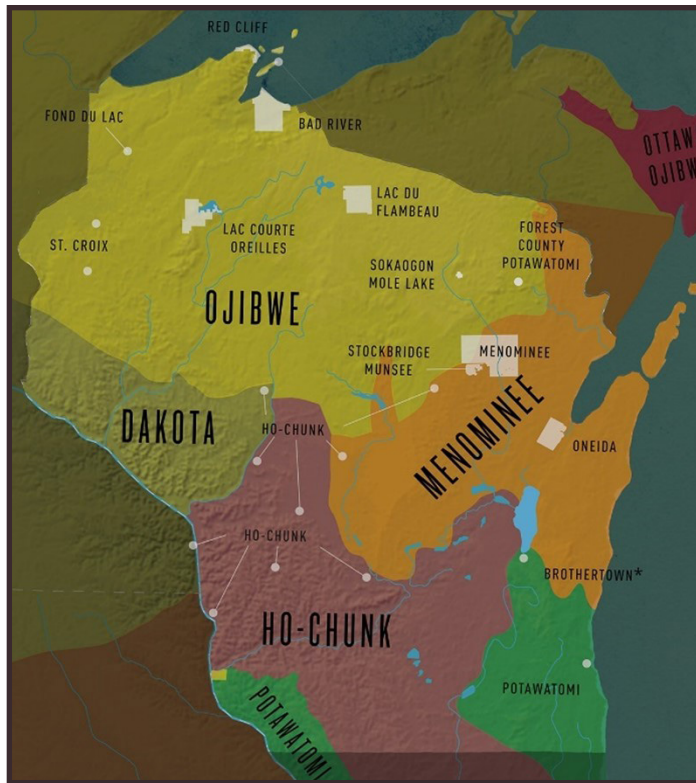 RED CLIFF
FOND DU LAC
BAD RIVER
OTTAW
OJIBW
LAC DU
FLAMBEAU
LAC COURTE
OREILLES
ST. CROIX
FOREST
COUNTY
POTAWATOMI
SOKAOGON
MOLE LAKE
OJIBWE
STOCKBRIDGE
MUNSEE
MENOMINEE
DAKOTA
HO-CHUNK
MENOMINEE
ONEIDA
HO-CHUNK
BROTHERTOWN*
HO-CHUNK
POTAWATOMI
POTAWATOMI